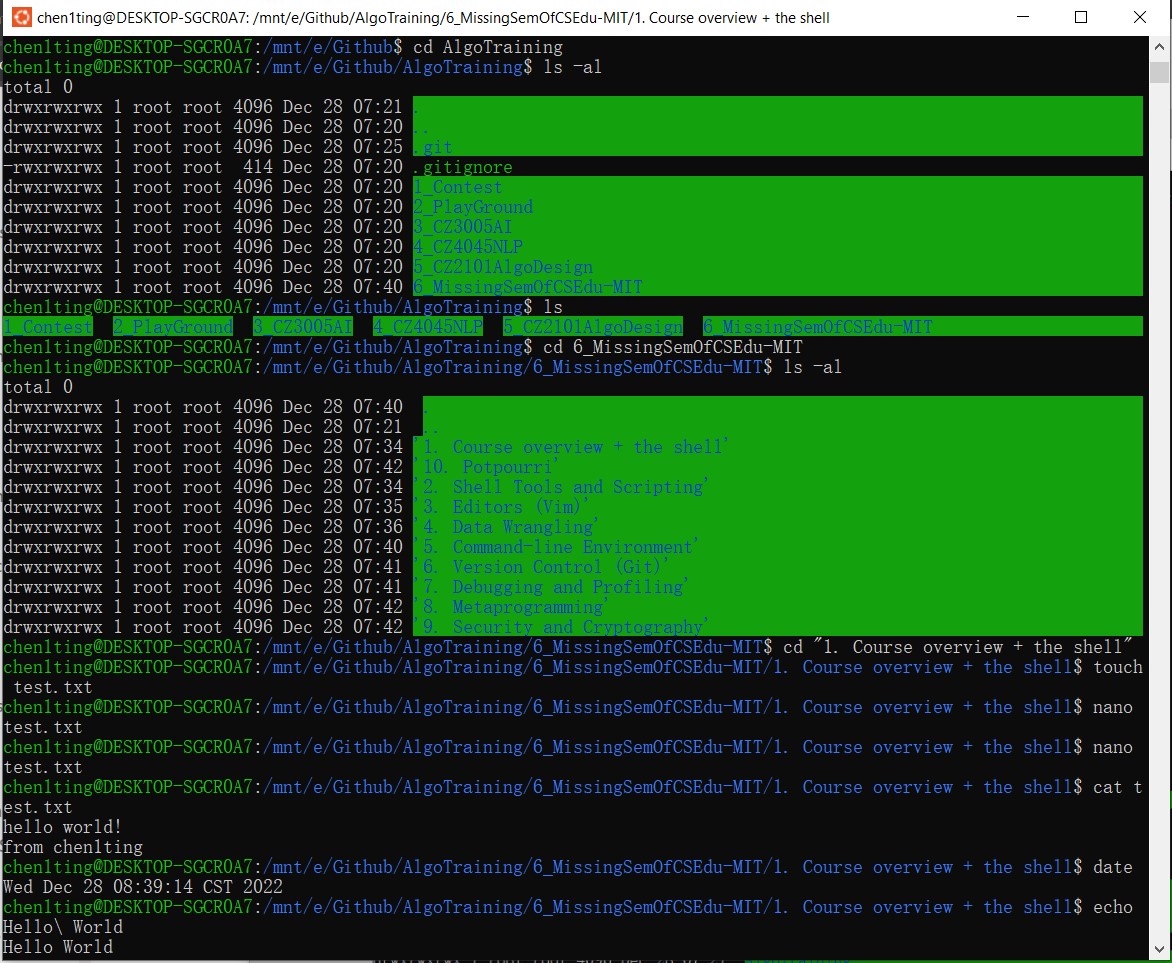 chen1ting@DESKTOP-SGCR0A7: /mnt/e/Github/AlgoTraining/6_MissingSemOfCSEdu-MIT/1. Course overview + the shell
chen1ting@DESKTOP-SGCR0A7:/mnt/e/Github$ cd AlgoTraining
chen1ting@DESKTOP-SGCR0A7:/mnt/e/Github/AlgoTraining$ ls -al
total 0
drwxrwxrwx 1 root root 4096 Dec 28 07:21 .
drwxrwxrwx 1 root root 4096 Dec 28 07:20 ..
drwxrwxrwx 1 root root 4096 Dec 28 07:25 .git
-rwxrwxrwx 1 root root  414 Dec 28 07:20 .gitignore
drwxrwxrwx 1 root root 4096 Dec 28 07:20 1_Contest
drwxrwxrwx 1 root root 4096 Dec 28 07:20 2_PlayGround
drwxrwxrwx 1 root root 4096 Dec 28 07:20 3_CZ3005AI
drwxrwxrwx 1 root root 4096 Dec 28 07:20 4_CZ4045NLP
drwxrwxrwx 1 root root 4096 Dec 28 07:20 5_CZ2101AlgoDesign
drwxrwxrwx 1 root root 4096 Dec 28 07:40 6_MissingSemOfCSEdu-MIT
chen1ting@DESKTOP-SGCR0A7:/mnt/e/Github/AlgoTraining$ ls
1_Contest  2_PlayGround  3_CZ3005AI  4_CZ4045NLP  5_CZ2101AlgoDesign  6_MissingSemOfCSEdu-MIT
chen1ting@DESKTOP-SGCR0A7:/mnt/e/Github/AlgoTraining$ cd 6_MissingSemOfCSEdu-MIT
chen1ting@DESKTOP-SGCR0A7:/mnt/e/Github/AlgoTraining/6_MissingSemOfCSEdu-MIT$ ls -al
total 0
drwxrwxrwx 1 root root 4096 Dec 28 07:40  .
drwxrwxrwx 1 root root 4096 Dec 28 07:21  ..
drwxrwxrwx 1 root root 4096 Dec 28 07:34 '1. Course overview + the shell'
drwxrwxrwx 1 root root 4096 Dec 28 07:42 '10. Potpourri'
drwxrwxrwx 1 root root 4096 Dec 28 07:34 '2. Shell Tools and Scripting'
drwxrwxrwx 1 root root 4096 Dec 28 07:35 '3. Editors (Vim)'
drwxrwxrwx 1 root root 4096 Dec 28 07:36 '4. Data Wrangling'
drwxrwxrwx 1 root root 4096 Dec 28 07:40 '5. Command-line Environment'
drwxrwxrwx 1 root root 4096 Dec 28 07:41 '6. Version Control (Git)'
drwxrwxrwx 1 root root 4096 Dec 28 07:41 '7. Debugging and Profiling'
drwxrwxrwx 1 root root 4096 Dec 28 07:42 '8. Metaprogramming'
drwxrwxrwx 1 root root 4096 Dec 28 07:42 '9. Security and Cryptography'
chen1ting@DESKTOP-SGCR0A7:/mnt/e/Github/AlgoTraining/6_MissingSemOfCSEdu-MIT$ cd "1. Course overview + the shell"
chen1ting@DESKTOP-SGCR0A7:/mnt/e/Github/AlgoTraining/6_MissingSemOfCSEdu-MIT/1. Course overview + the shell$ touch
 test.txt
chen1ting@DESKTOP-SGCR0A7:/mnt/e/Github/AlgoTraining/6_MissingSemOfCSEdu-MIT/1. Course overview + the shell$ nano
test.txt
chen1ting@DESKTOP-SGCR0A7:/mnt/e/Github/AlgoTraining/6_MissingSemOfCSEdu-MIT/1. Course overview + the shell$ nano
test.txt
chen1ting@DESKTOP-SGCR0A7:/mnt/e/Github/AlgoTraining/6_MissingSemOfCSEdu-MIT/1. Course overview + the shell$ cat t
est.txt
hello world!
from chen1ting
chen1ting@DESKTOP-SGCR0A7:/mnt/e/Github/AlgoTraining/6_MissingSemOfCSEdu-MIT/1. Course overview + the shell$ date
Wed Dec 28 08:39:14 CST 2022
chen1ting@DESKTOP-SGCR0A7:/mnt/e/Github/AlgoTraining/6_MissingSemOfCSEdu-MIT/1. Course overview + the shell$ echo
Hello\ World
Hello World